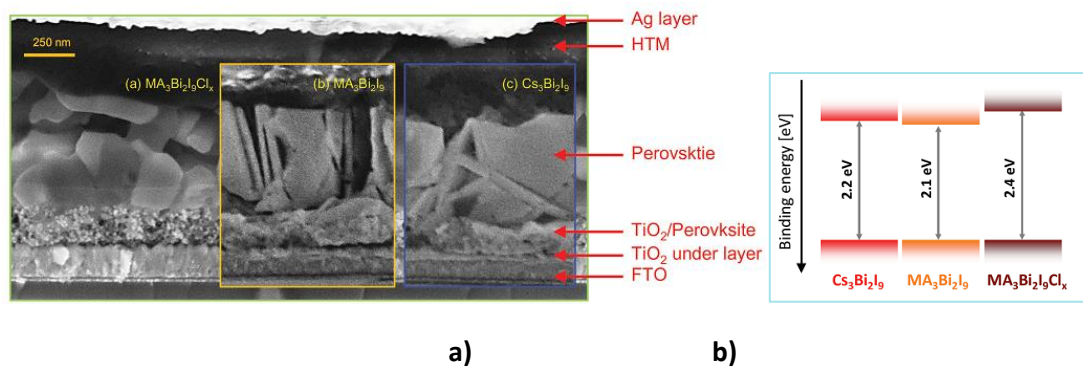 Ag layer
250 nm
HTM
(a) MA₃Bi₂I₉Clₓ
(b) MA₃Bi₂I₉
(c) Cs₃Bi₂I₉
Perovsktie
TiO₂/Perovksite
TiO₂ under layer
FTO
a)
Binding energy [eV]
2.2 eV
2.1 eV
2.4 eV
Cs₃Bi₂I₉
MA₃Bi₂I₉
MA₃Bi₂I₉Clₓ
b)